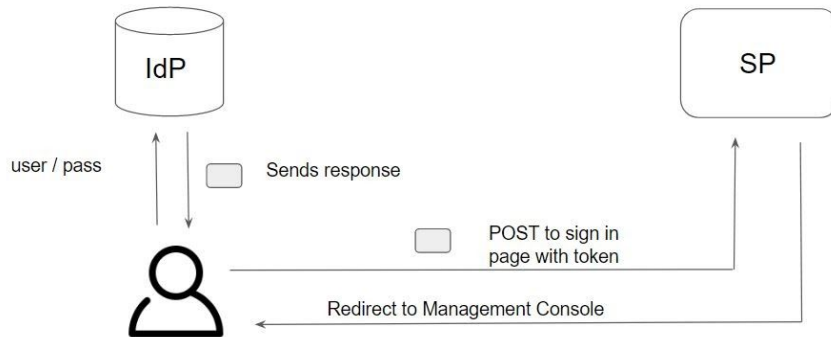 IdP
SP
user / pass
Sends response
POST to sign in
page with token
Redirect to Management Console